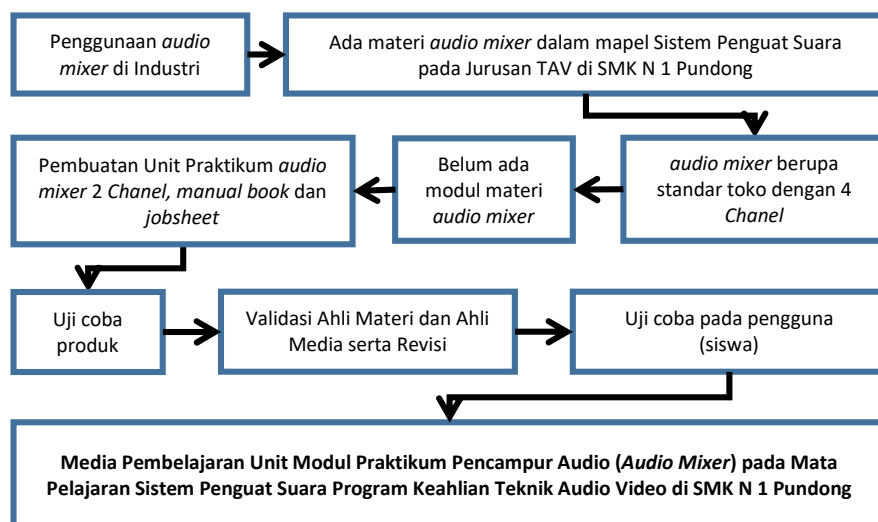 Penggunaan audio
mixer di Industri
Ada materi audio mixer dalam mapel Sistem Penguat Suara
pada Jurusan TAV di SMK N 1 Pundong
audio mixer berupa
standar toko dengan 4
Chanel
Belum ada
modul materi
audio mixer
Pembuatan Unit Praktikum audio
mixer 2 Chanel, manual book dan
jobsheet
Uji coba
produk
Validasi Ahli Materi dan Ahli
Media serta Revisi
Uji coba pada pengguna
(siswa)
Media Pembelajaran Unit Modul Praktikum Pencampur Audio (Audio Mixer) pada Mata
Pelajaran Sistem Penguat Suara Program Keahlian Teknik Audio Video di SMK N 1 Pundong